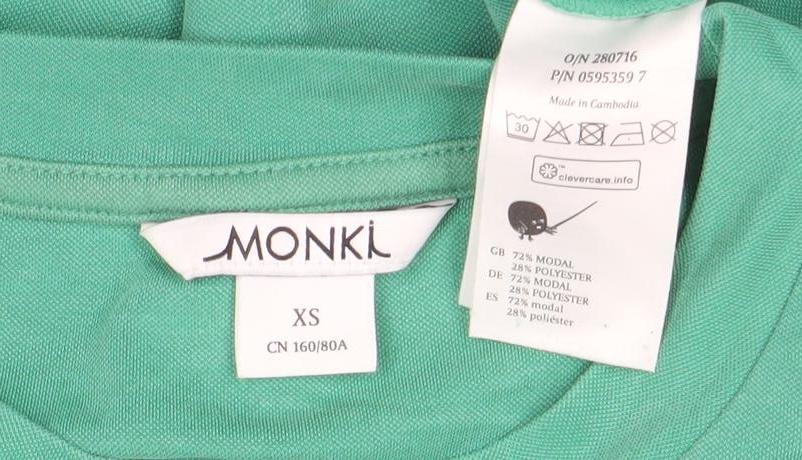 MONKi
XS
CN 160/80A
O/N 280716
P/N 0595359 7
Made in Cambodia
30
clevercare.info
GB 72% MODAL
28% POLYESTER
DE 72% MODAL
28% POLYESTER
ES 72% modal
28% poliéster